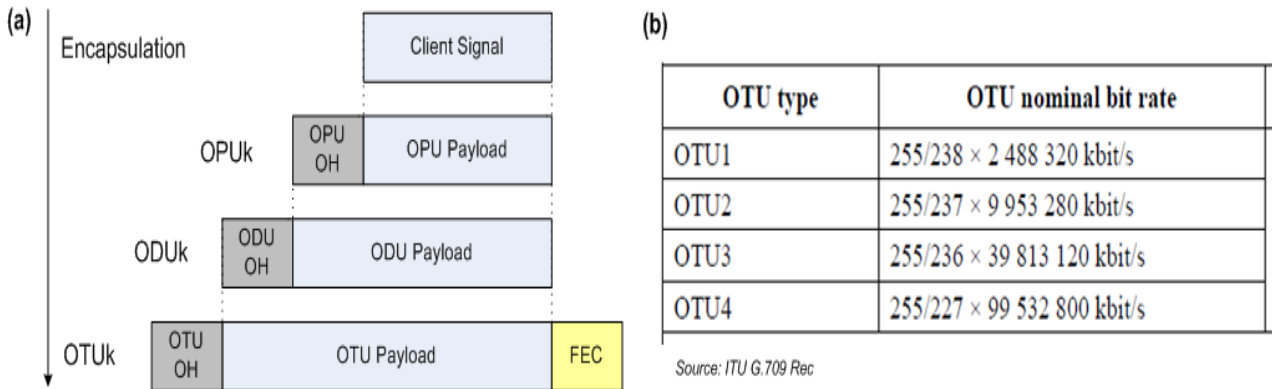 (a)
Encapsulation
Client Signal
OPUk
OPU
OH
OPU Payload
ODUk
ODU
OH
ODU Payload
OTUk
OTU
OH
OTU Payload
FEC
(b)
OTU type OTU nominal bit rate
OTU1 255/238 × 2 488 320 kbit/s
OTU2 255/237 × 9 953 280 kbit/s
OTU3 255/236 × 39 813 120 kbit/s
OTU4 255/227 × 99 532 800 kbit/s
Source: ITU G.709 Rec